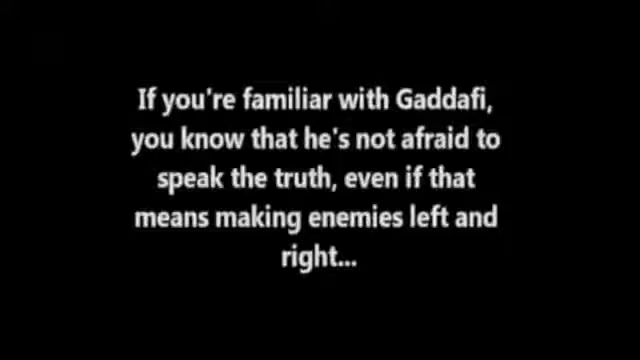 If you're familiar with Gaddafi,
you know that he's not afraid to
speak the truth, even if that
means making enemies left and
right...